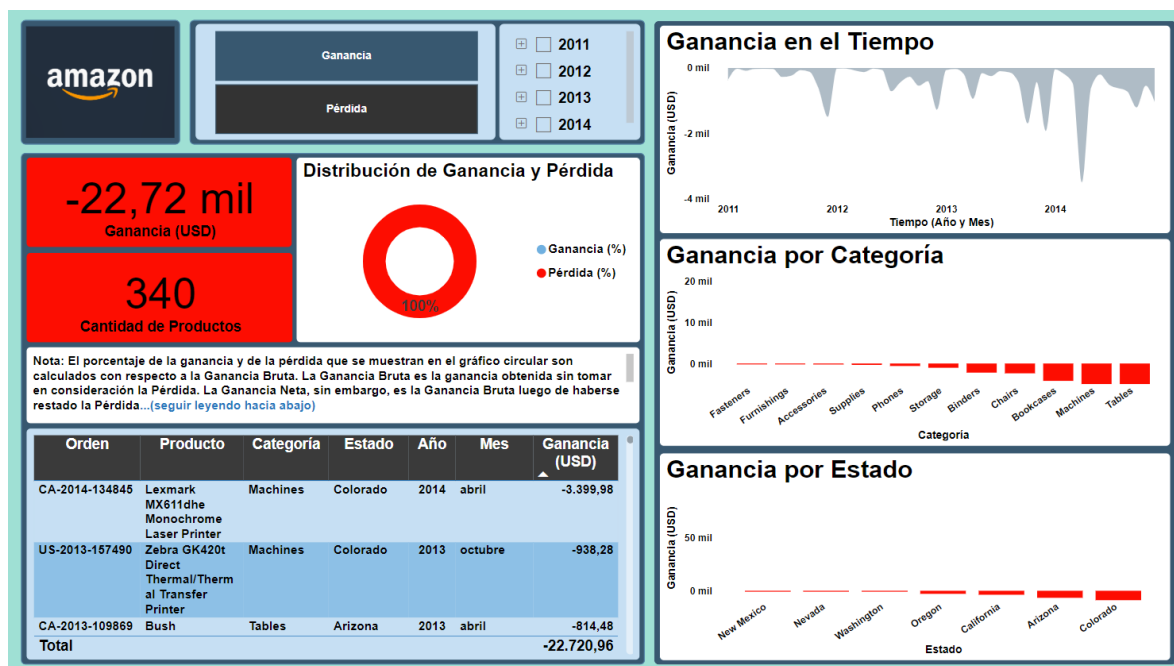 amazon
Ganancia
Pérdida
2011
2012
2013
2014
-22,72 mil
Ganancia (USD)
340
Cantidad de Productos
Distribución de Ganancia y Pérdida
100%
Ganancia (%)
Pérdida (%)
Nota: El porcentaje de la ganancia y de la pérdida que se muestran en el gráfico circular son
calculados con respecto a la Ganancia Bruta. La Ganancia Bruta es la ganancia obtenida sin tomar
en consideración la Pérdida. La Ganancia Neta, sin embargo, es la Ganancia Bruta luego de haberse
restado la Pérdida...(seguir leyendo hacia abajo)
Orden Producto Categoría Estado Año Mes Ganancia
(USD)
CA-2014-134845 Lexmark Machines Colorado 2014 abril -3.399,98
MX611dhe
Monochrome
Laser Printer
US-2013-157490 Zebra GK420t Machines Colorado 2013 octubre -938,28
Direct
Thermal/Therm
al Transfer
Printer
CA-2013-109869 Bush Tables Arizona 2013 abril -814,48
Total -22.720,96
Ganancia en el Tiempo
Ganancia (USD)
0 mil
-2 mil
-4 mil
2011 2012 2013 2014
Tiempo (Año y Mes)
Ganancia por Categoría
Ganancia (USD)
20 mil
10 mil
0 mil
Fasteners Furnishings Accessories Supplies Phones Storage Binders Chairs Bookcases Machines Tables
Categoría
Ganancia por Estado
Ganancia (USD)
50 mil
0 mil
New Mexico Nevada Washington Oregon California Arizona Colorado
Estado